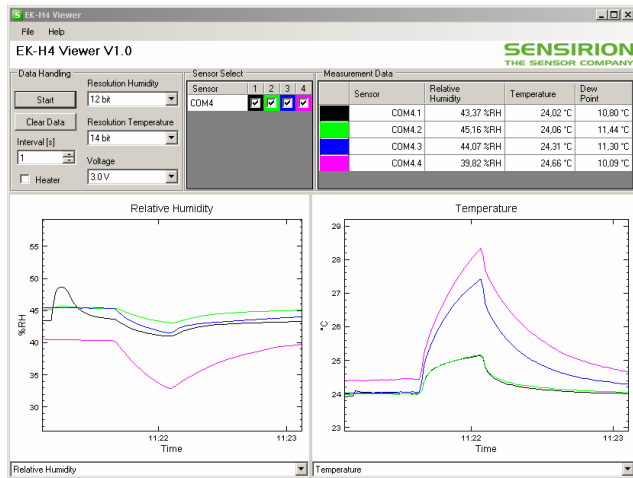 EK-H4 Viewer
File Help
EK-H4 Viewer V1.0
SENSIRION
THE SENSOR COMPANY
Data Handling
Start
Clear Data
Interval [s]
1
Heater
Resolution Humidity
12 bit
Resolution Temperature
14 bit
Voltage
3.0 V
Sensor Select
Sensor 1 2 3 4
COM4
Measurement Data
Sensor Relative Humidity Temperature Dew Point
COM4.1 43,37 %RH 24,02 °C 10,80 °C
COM4.2 45,16 %RH 24,06 °C 11,44 °C
COM4.3 44,07 %RH 24,31 °C 11,30 °C
COM4.4 39,82 %RH 24,66 °C 10,09 °C
Relative Humidity
55
50
45
40
35
30
%RH
11:22 11:23
Time
Relative Humidity
Temperature
29
28
27
26
25
24
23
°C
11:22 11:23
Time
Temperature